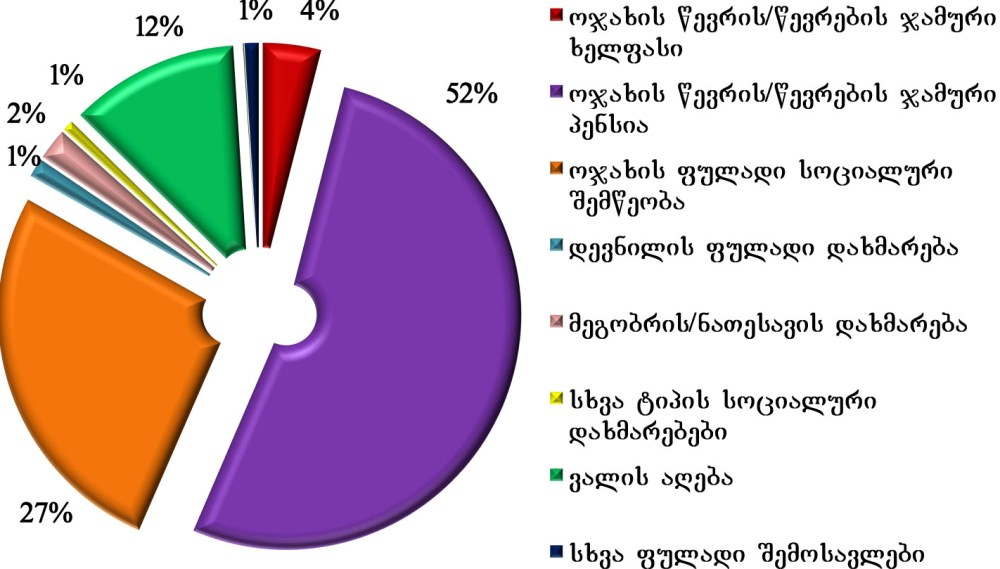 1%
4%
12%
52%
1%
2%
1%
27%
ოჯახის წევრის/წევრების ჯამური
ხელფასი
ოჯახის წევრის/წევრების ჯამური
პენსია
ოჯახის ფულადი სოციალური
შემწეობა
დევნილის ფულადი დახმარება
მეგობრის/ნათესავის დახმარება
სხვა ტიპის სოციალური
დახმარებები
ვალის აღება
სხვა ფულადი შემოსავლები